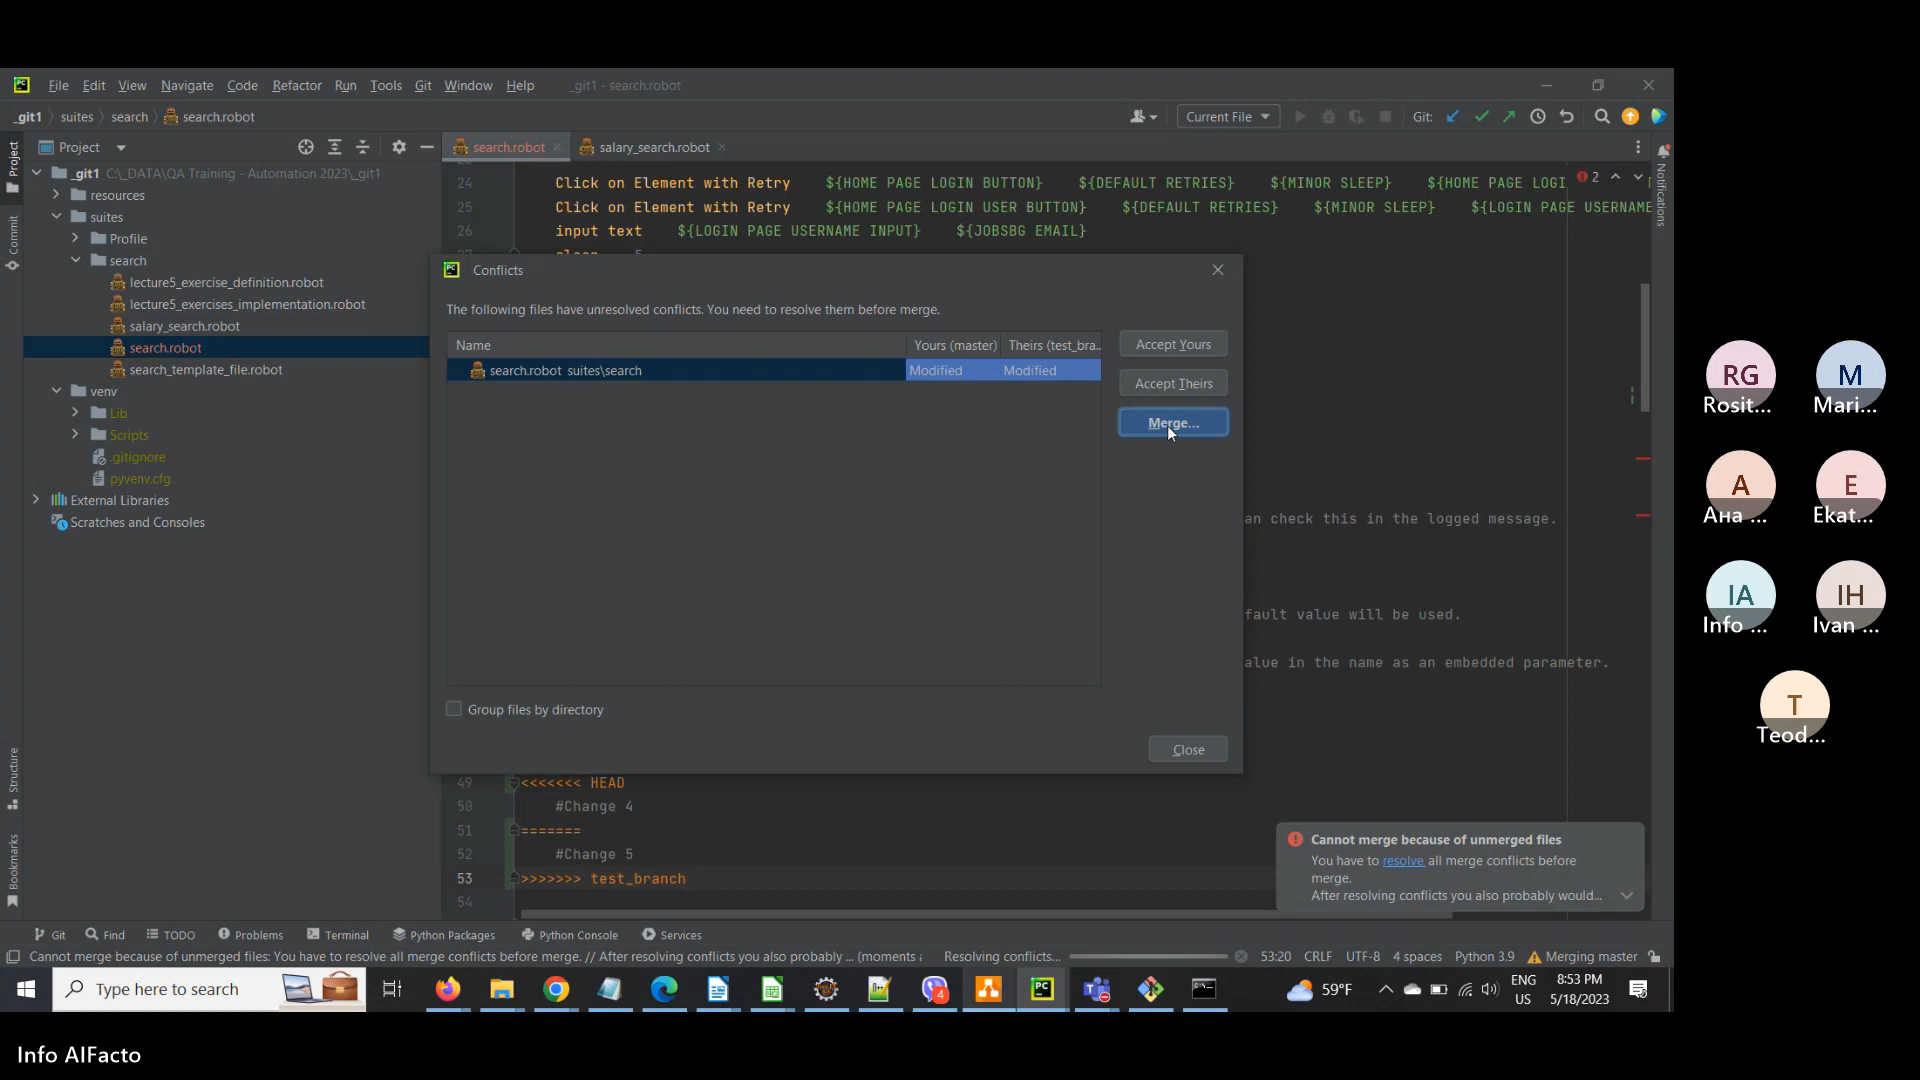 File Edit View Navigate Code Refactor Run Tools Git Window Help _git1 - search.robot
_git1 suites search search.robot
Current File Git:
Project
search.robot salary_search.robot
_git1 C:\_DATA\QA Training - Automation 2023\_git1
resources
suites
Profile
search
lecture5_exercise_definition.robot
lecture5_exercises_implementation.robot
salary_search.robot
search.robot
search_template_file.robot
venv
Lib
Scripts
.gitignore
pyvenv.cfg
External Libraries
Scratches and Consoles
Project
Commit
Structure
Bookmarks
Notifications
2
24 Click on Element with Retry ${HOME PAGE LOGIN BUTTON} ${DEFAULT RETRIES} ${MINOR SLEEP} ${HOME PAGE LOGI
25 Click on Element with Retry ${HOME PAGE LOGIN USER BUTTON} ${DEFAULT RETRIES} ${MINOR SLEEP} ${LOGIN PAGE USERNAME
26 input text ${LOGIN PAGE USERNAME INPUT} ${JOBSBG EMAIL}
Conflicts
The following files have unresolved conflicts. You need to resolve them before merge.
Name Yours (master) Theirs (test_bra..
search.robot suites\search Modified Modified
Accept Yours
Accept Theirs
Merge...
Group files by directory
Close
an check this in the logged message.
fault value will be used.
alue in the name as an embedded parameter.
49 <<<<<<< HEAD
50 #Change 4
51 =======
52 #Change 5
53 >>>>>>> test_branch
54
Cannot merge because of unmerged files
You have to resolve all merge conflicts before
merge.
After resolving conflicts you also probably would...
Git Find TODO Problems Terminal Python Packages Python Console Services
Cannot merge because of unmerged files: You have to resolve all merge conflicts before merge. // After resolving conflicts you also probably ... (moments a Resolving conflicts... 53:20 CRLF UTF-8 4 spaces Python 3.9 Merging master
Type here to search
4
59°F
ENG
US
8:53 PM
5/18/2023
RG
Rosit...
M
Mari...
A
Ана ...
E
Ekat...
IA
Info ...
IH
Ivan ...
T
Teod...
Info AIFacto